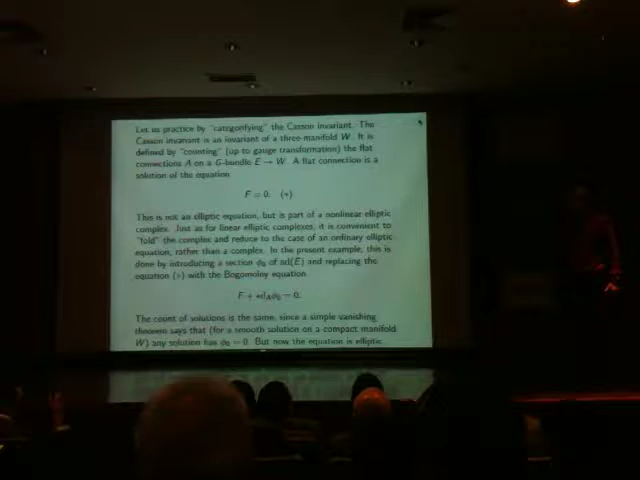 Let us practice by "categorifying" the Casson invariant. The
Casson invariant is an invariant of a three-manifold W. It is
defined by "counting" (up to gauge transformation) the flat
connections A on a G-bundle E → W. A flat connection is a
solution of the equation
F = 0. (∗)
This is not an elliptic equation, but is part of a nonlinear elliptic
complex. Just as for linear elliptic complexes, it is convenient to
"fold" the complex and reduce to the case of an ordinary elliptic
equation, rather than a complex. In the present example, this is
done by introducing a section ϕ₀ of ad(E) and replacing the
equation (∗) with the Bogomolny equation
F + ⋆d_Aϕ₀ = 0.
The count of solutions is the same, since a simple vanishing
theorem says that (for a smooth solution on a compact manifold
W) any solution has ϕ₀ = 0. But now the equation is elliptic.